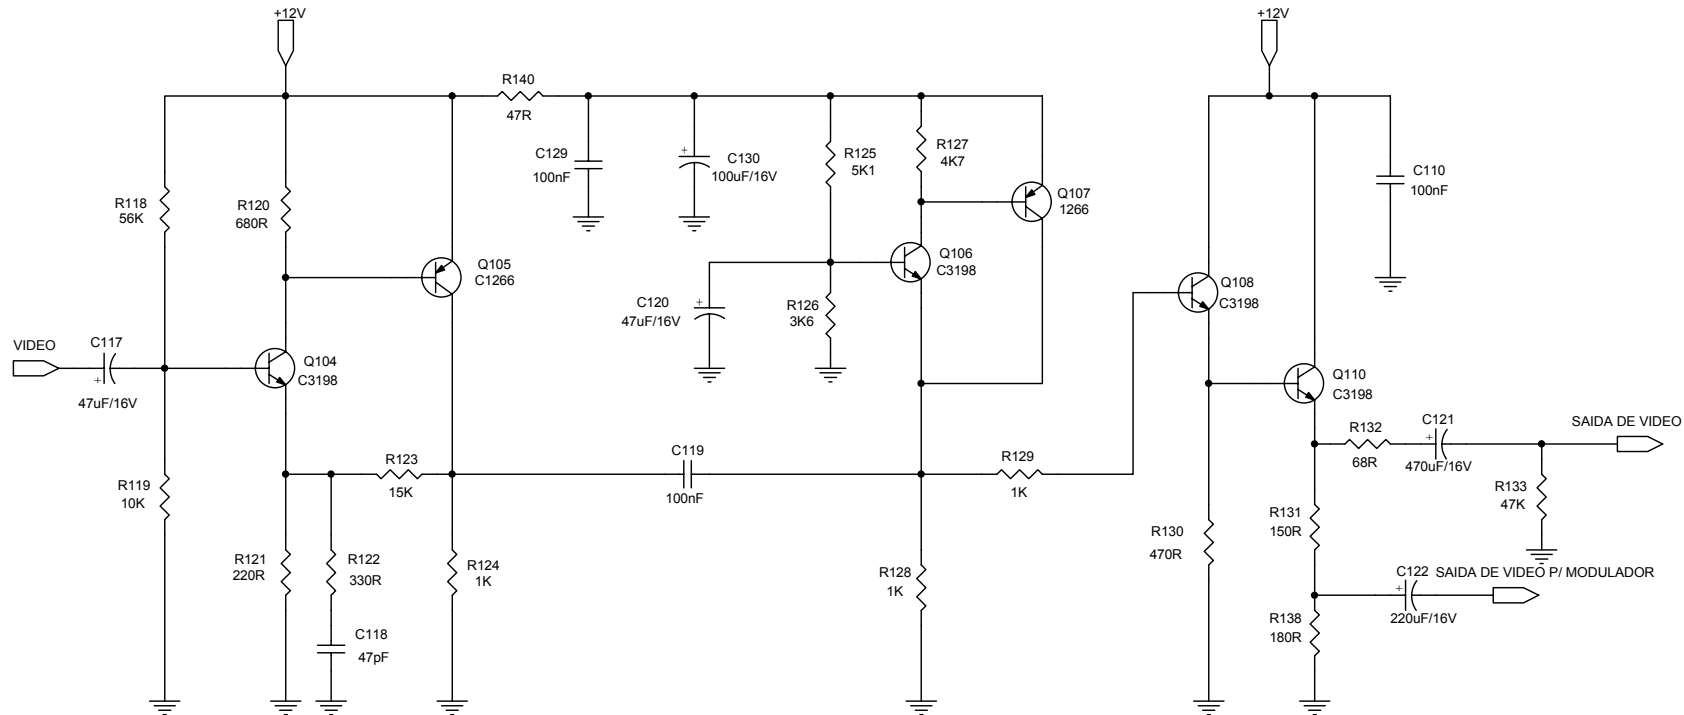 +12V
+12V
R140
47R
C129
100nF
+
C130
100uF/16V
R125
5K1
R127
4K7
C110
100nF
R118
56K
R120
680R
Q107
1266
Q105
C1266
Q106
C3198
Q108
C3198
+
C120
47uF/16V
R126
3K6
VIDEO
C117
+
47uF/16V
Q104
C3198
Q110
C3198
R123
15K
C119
100nF
R129
1K
R132
68R
C121
+
470uF/16V
SAIDA DE VIDEO
R119
10K
R133
47K
R131
150R
R130
470R
R121
220R
R122
330R
R124
1K
R128
1K
C122
+
220uF/16V
SAIDA DE VIDEO P/ MODULADOR
R138
180R
C118
47pF